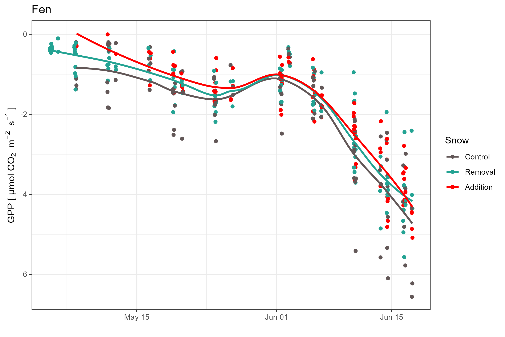 Fen
0
2
4
6
GPP [ μmol CO₂ m⁻² s⁻¹ ]
May 15
Jun 01
Jun 15
Snow
Control
Removal
Addition